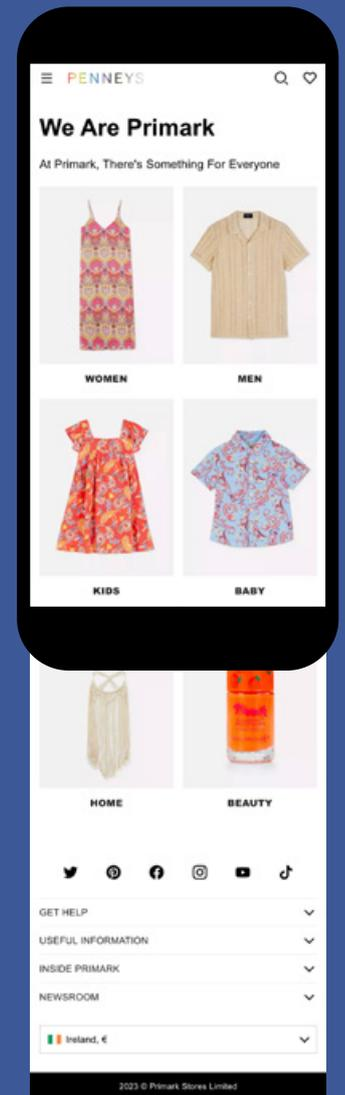 PENNEYS
We Are Primark
At Primark, There's Something For Everyone
WOMEN
MEN
KIDS
BABY
HOME
BEAUTY
GET HELP
USEFUL INFORMATION
INSIDE PRIMARK
NEWSROOM
Ireland, €
2023 © Primark Stores Limited